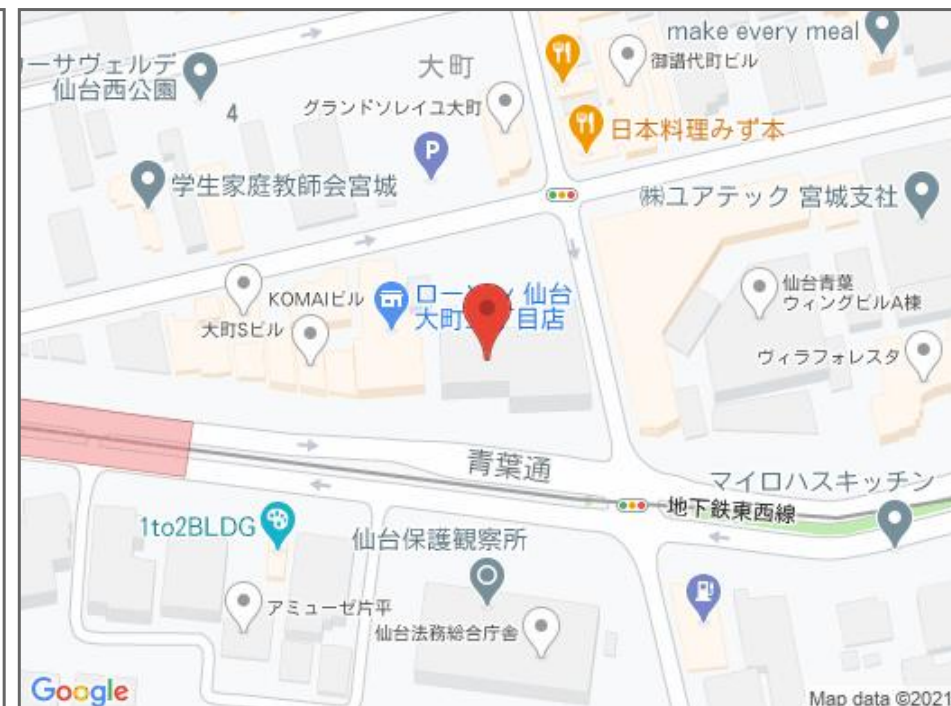 make every meal
御譜代町ビル
ーサヴェルデ
仙台西公園
大町
4
グランドソレイユ大町
P
日本料理みず本
学生家庭教師会宮城
㈱ユアテック 宮城支社
KOMAIビル
大町Sビル
仙台
大町
目店
仙台青葉
ウィングビルA棟
ヴィラフォレスタ
青葉通
マイロハスキッチン
地下鉄東西線
1to2BLDG
仙台保護観察所
アミューゼ片平
仙台法務総合庁舎
Google
Map data ©2021